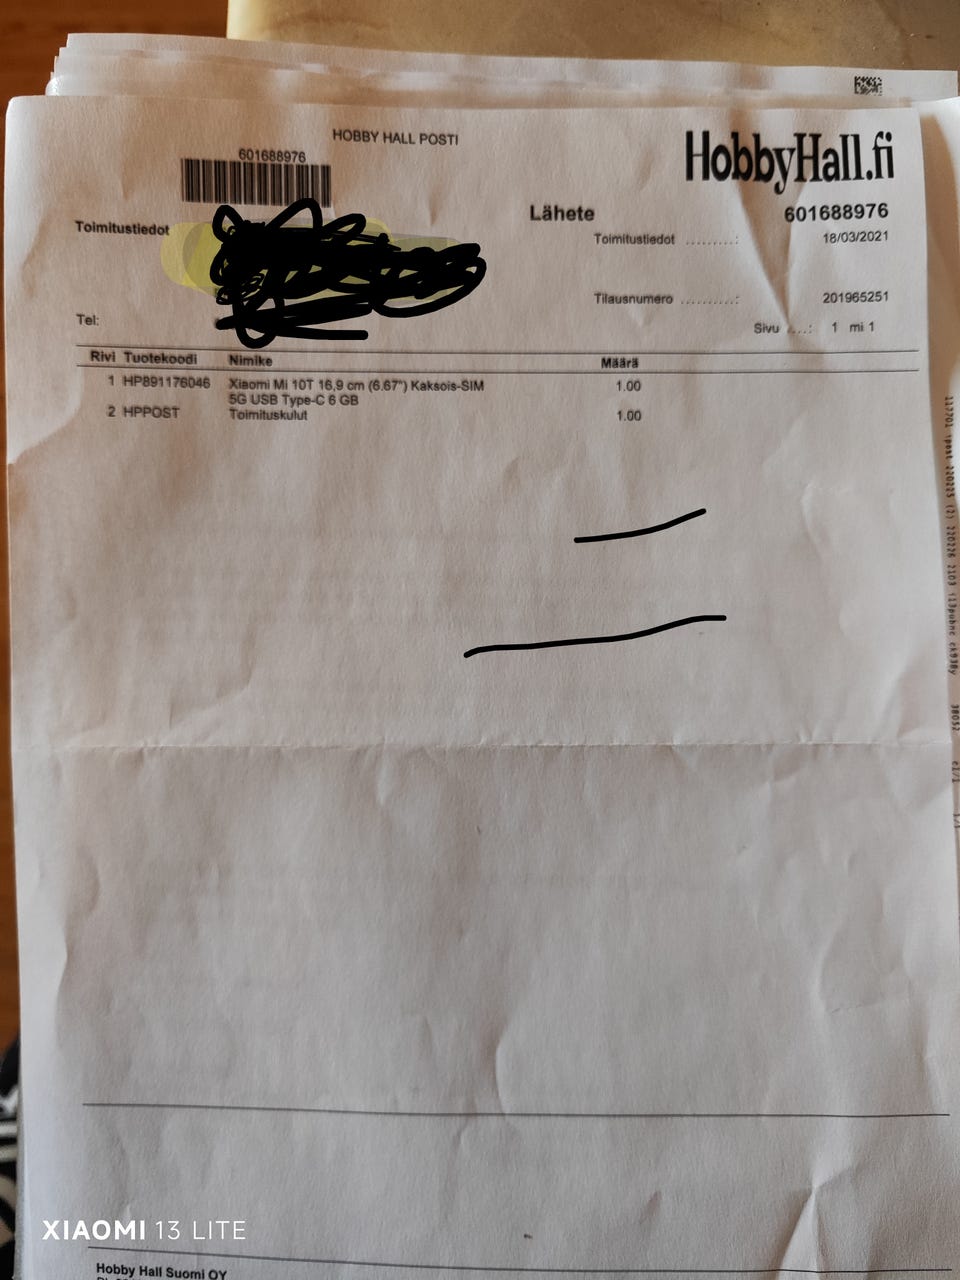 HOBBY HALL POSTI
HobbyHall.fi
601688976
Lähete
601688976
Toimitustiedot
Toimitustiedot .........:
18/03/2021
Tilausnumero ..........:
201965251
Tel:
Sivu ....: 1 mi 1
Rivi Tuotekoodi Nimike Määrä
1 HP891176046 Xiaomi Mi 10T 16,9 cm (6.67") Kaksois-SIM 1.00
5G USB Type-C 6 GB
2 HPPOST Toimituskulut 1.00
XIAOMI 13 LITE
Hobby Hall Suomi OY